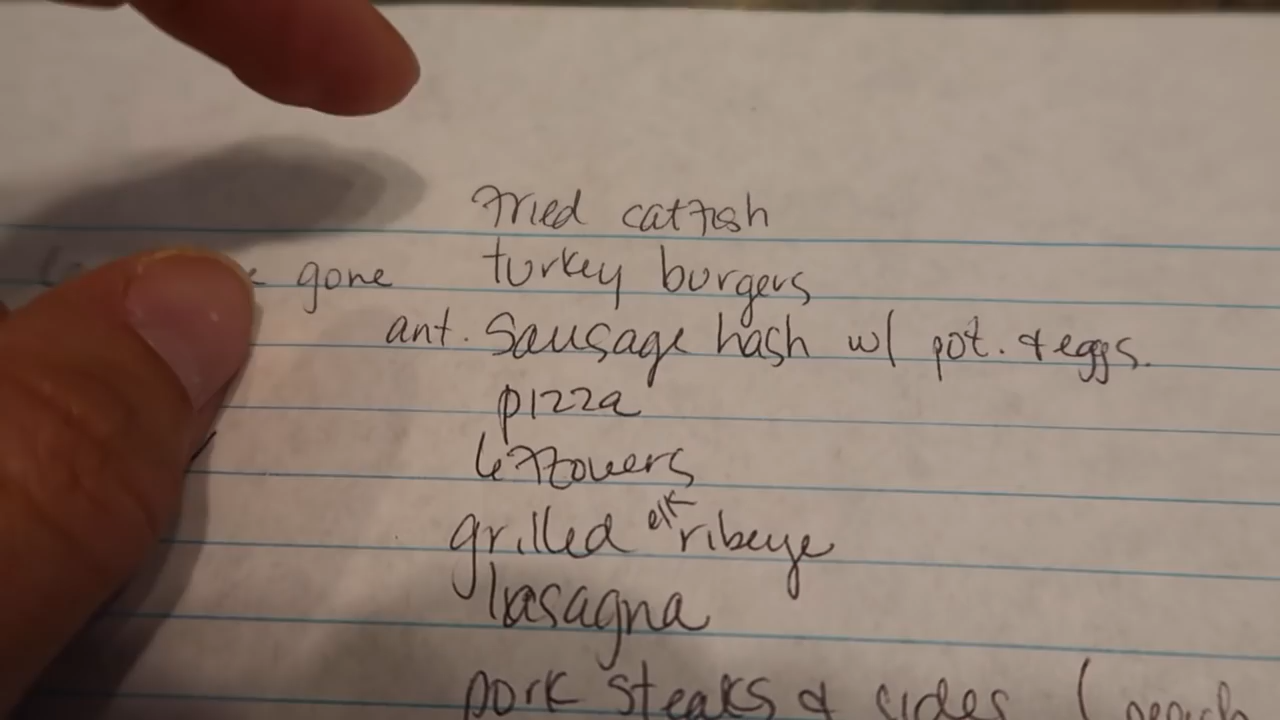 fried catfish
gone turkey burgers
ant. sausage hash w/ pot. & eggs.
pizza
leftovers
grilled elk ribeye
lasagna
pork steaks & sides (